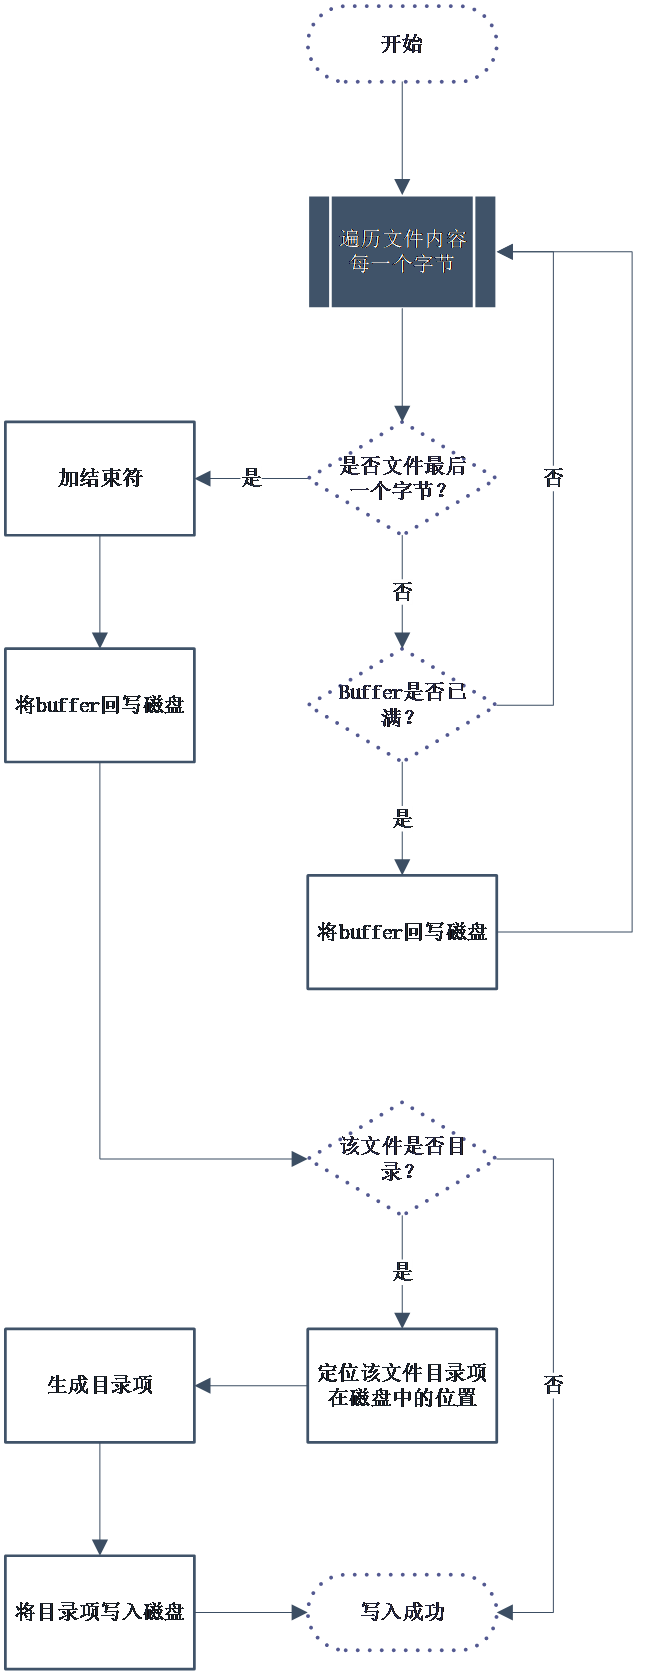 开始
遍历文件内容
每一个字节
是否文件最后
一个字节？
是
加结束符
否
否
将buffer回写磁盘
Buffer是否已
满？
是
将buffer回写磁盘
该文件是否目
录？
是
否
定位该文件目录项
在磁盘中的位置
生成目录项
将目录项写入磁盘
写入成功